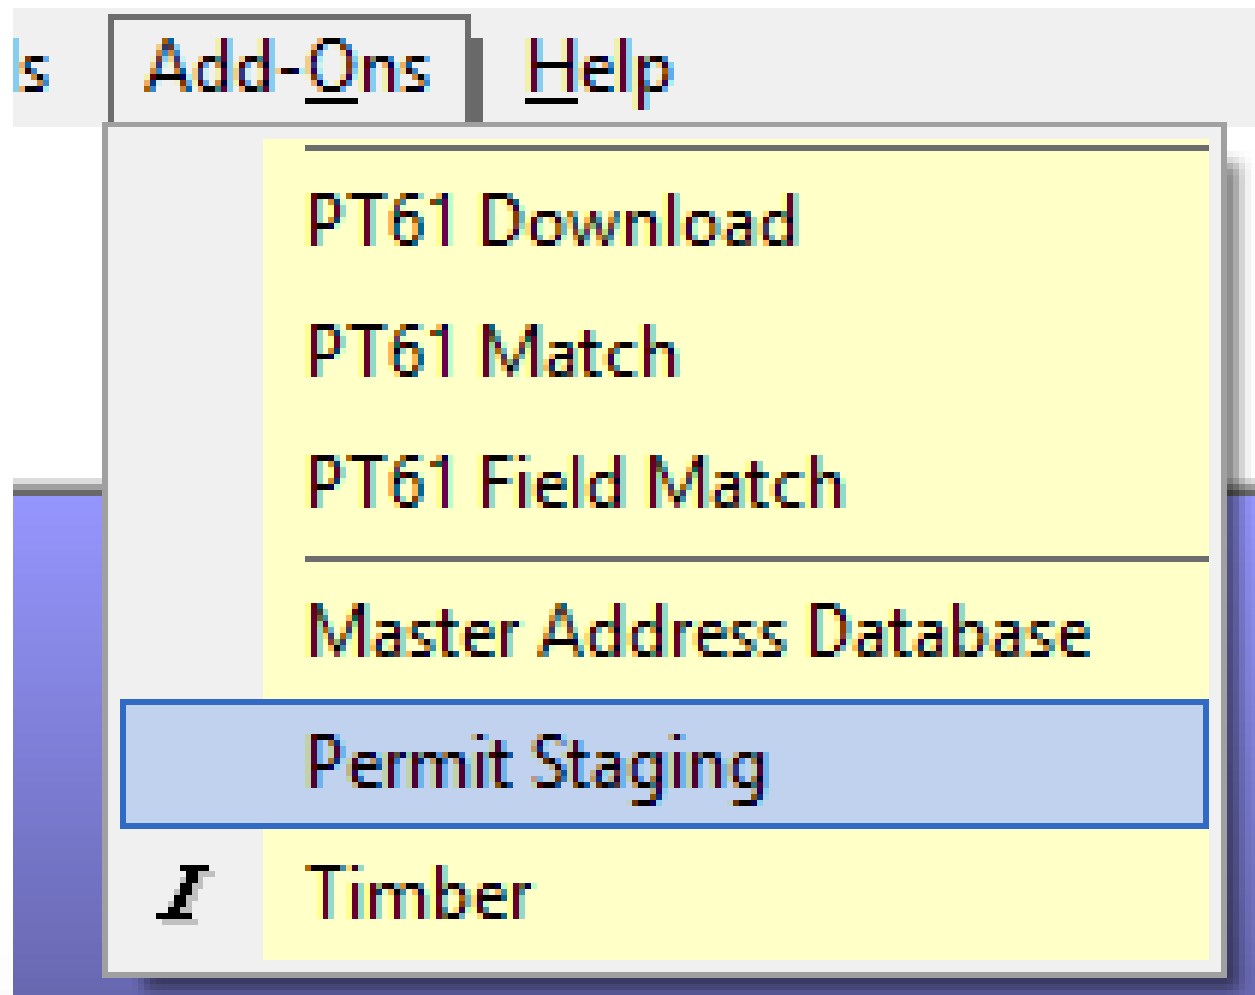 ls Add-Ons Help
PT61 Download
PT61 Match
PT61 Field Match
Master Address Database
Permit Staging
I Timber